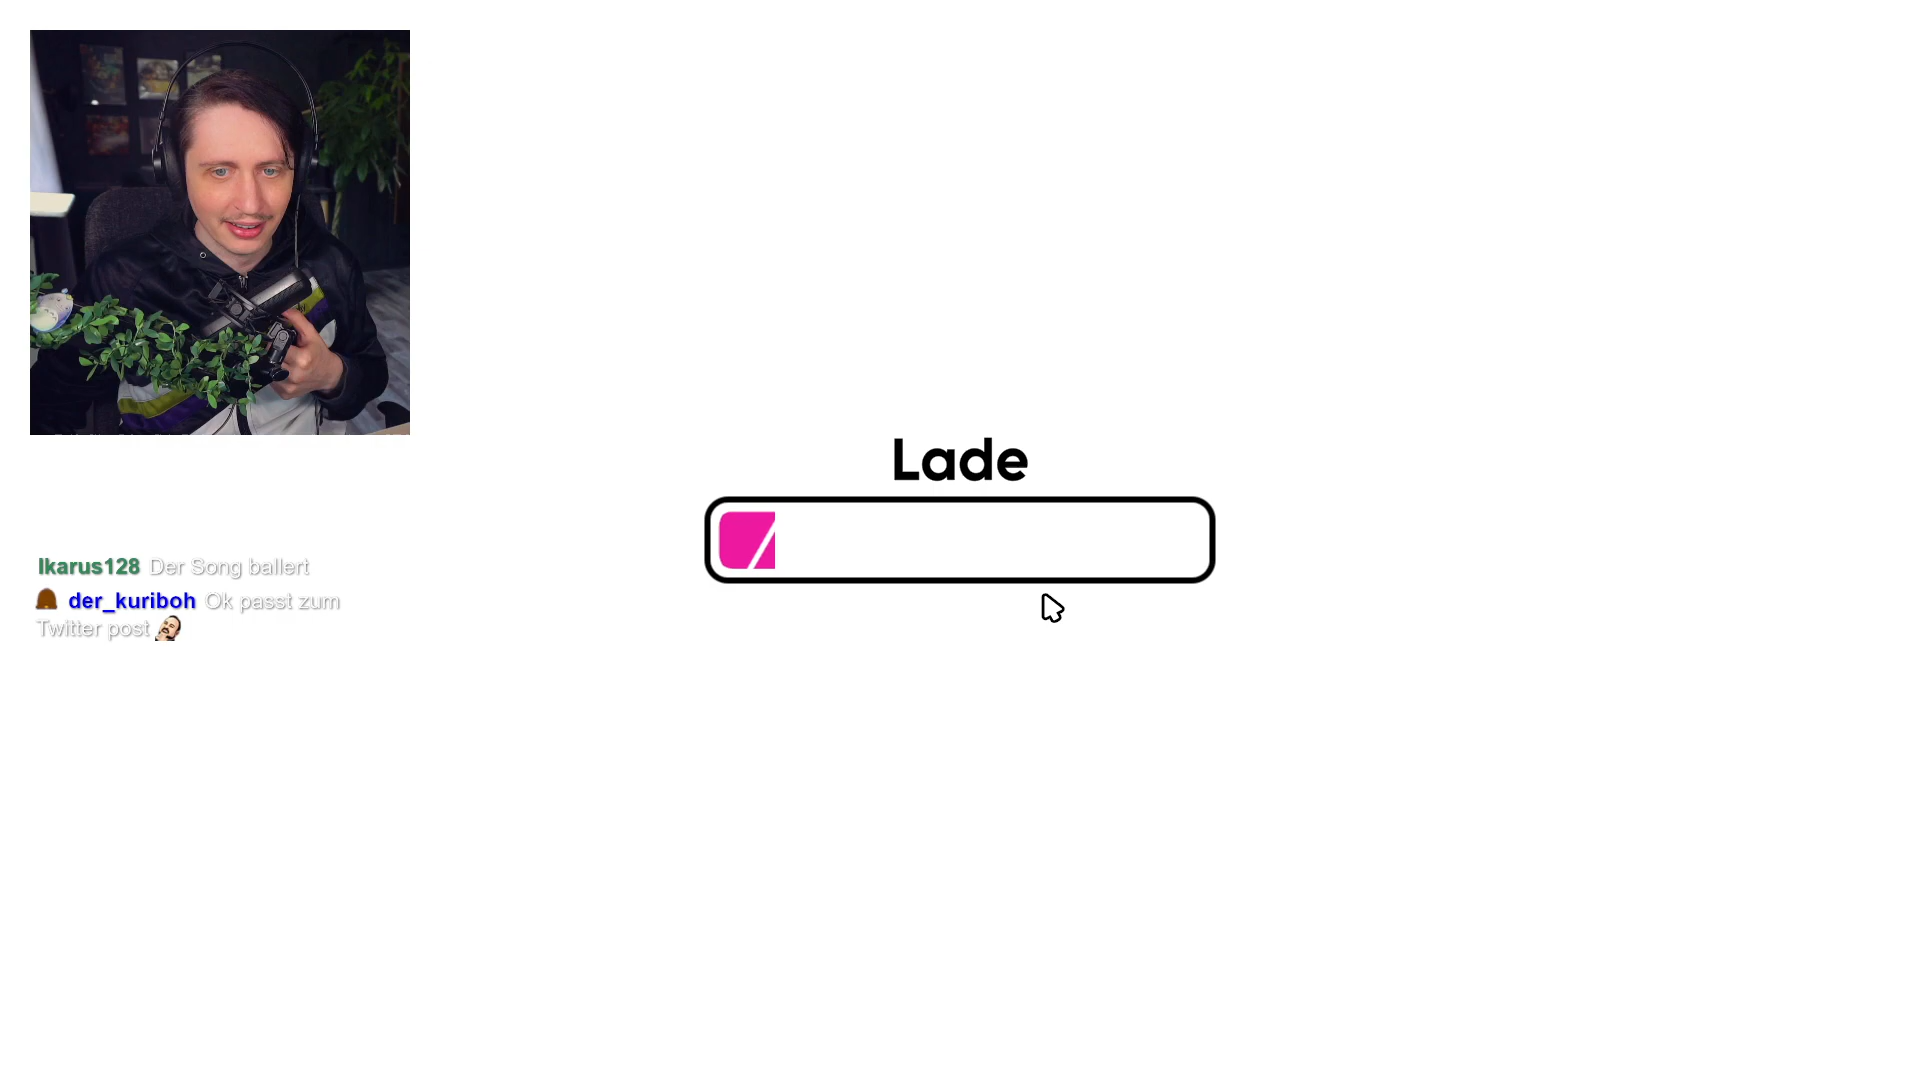 Lade
Ikarus128 Der Song ballert
der_kuriboh Ok passt zum
Twitter post